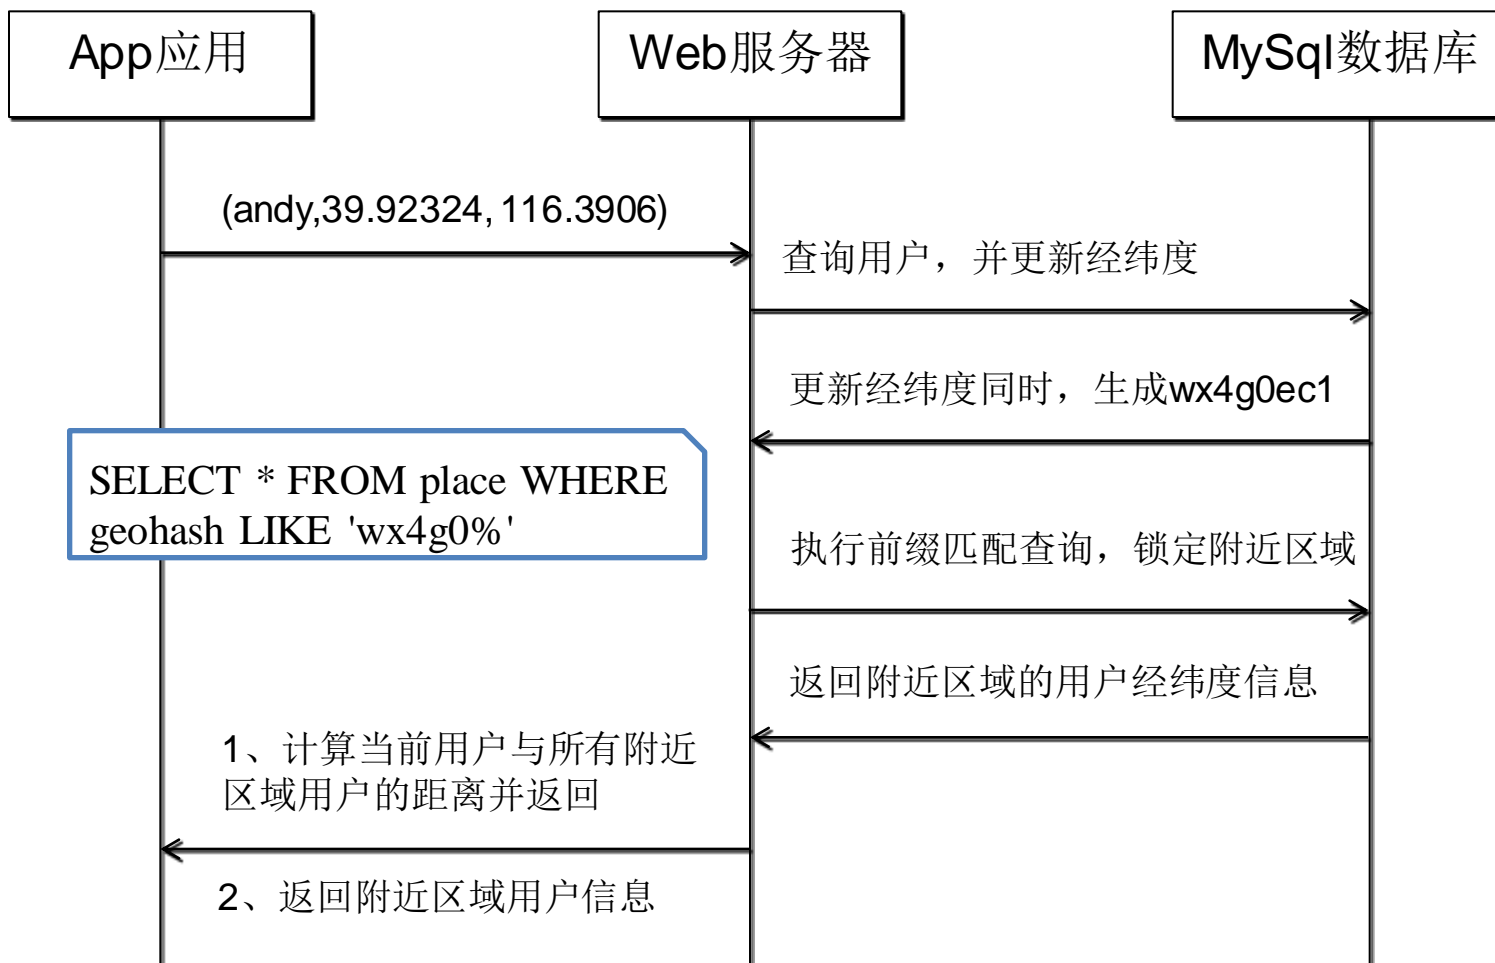 App应用
Web服务器
MySql数据库
(andy,39.92324, 116.3906)
查询用户，并更新经纬度
更新经纬度同时，生成wx4g0ec1
SELECT * FROM place WHERE
geohash LIKE 'wx4g0%'
执行前缀匹配查询，锁定附近区域
返回附近区域的用户经纬度信息
1、计算当前用户与所有附近
区域用户的距离并返回
2、返回附近区域用户信息